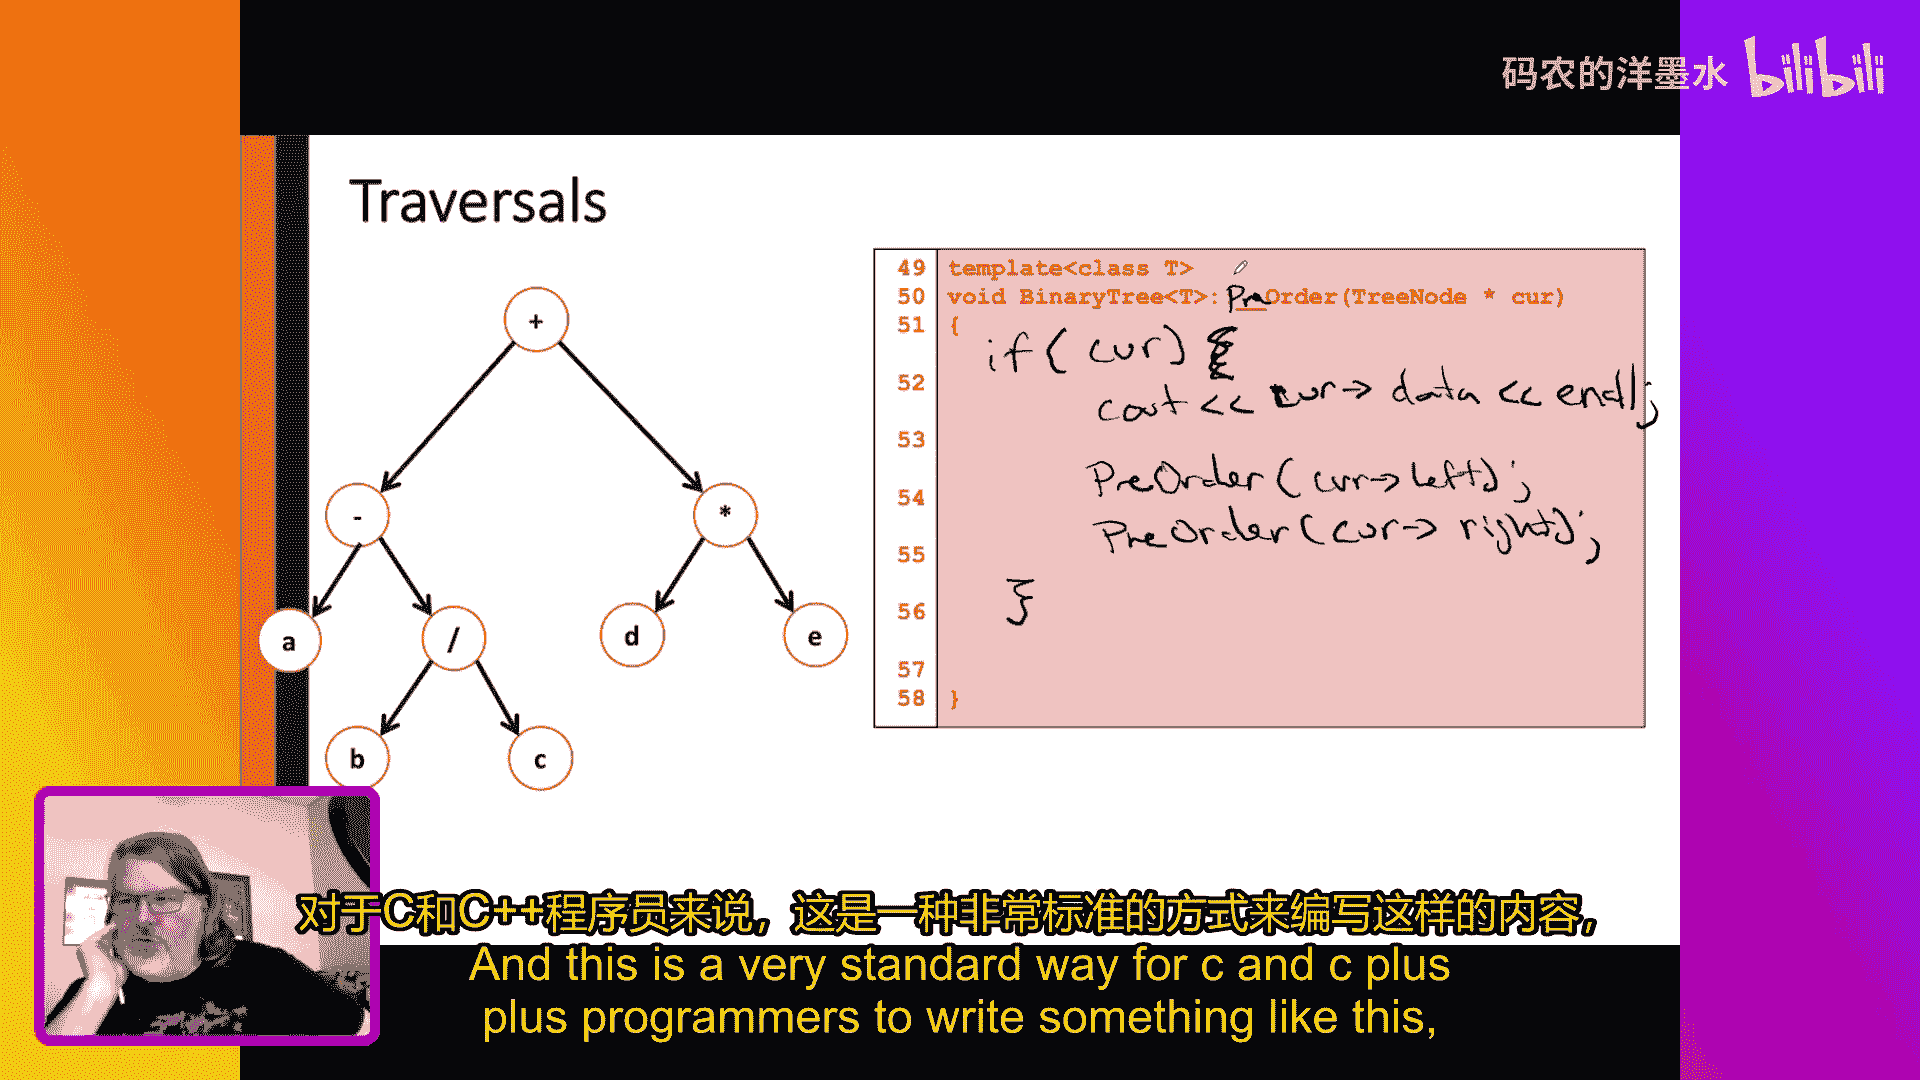 码农的洋墨水 bilibili
Traversals
49 template<class T>
50 void BinaryTree<T>:PreOrder(TreeNode * cur)
51 {
if( cur) {
52
cout << cur-> data << endl;
53
PreOrder (cur->left);
54
PreOrder (cur-> right);
55
56 }
57
58 }
+
-
*
a
/
d
e
b
c
对于C和C++程序员来说，这是一种非常标准的方式来编写这样的内容，
And this is a very standard way for c and c plus
plus programmers to write something like this,